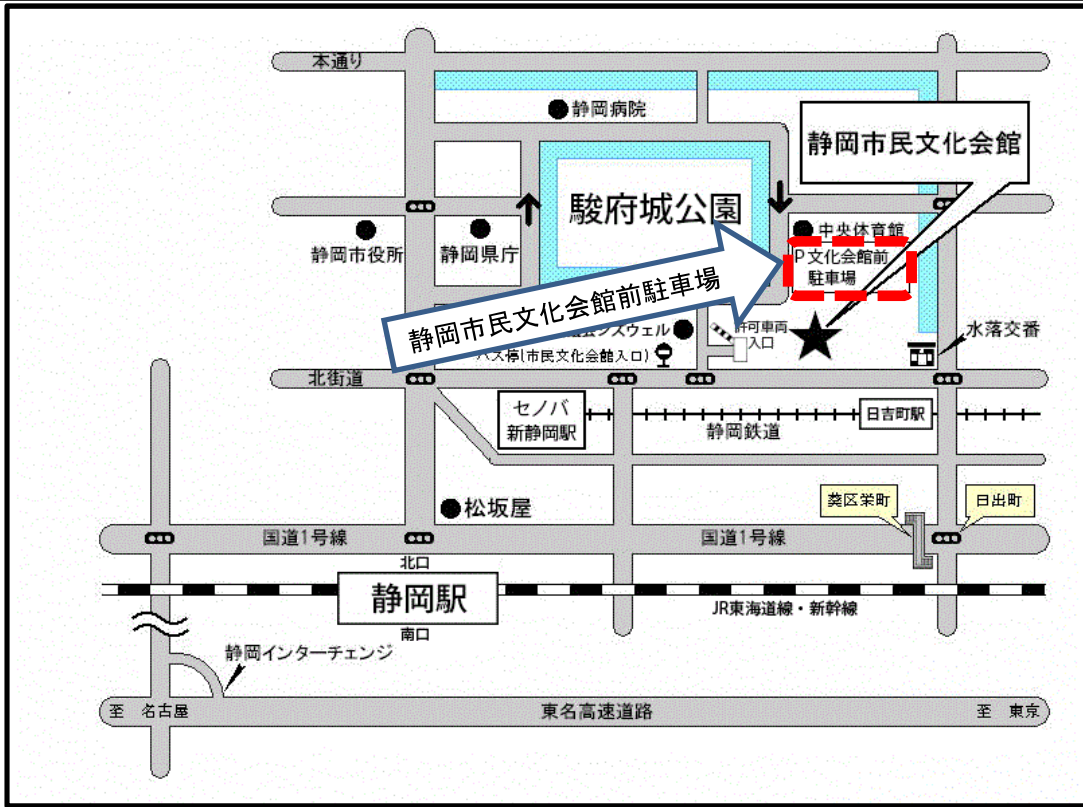 本通り
静岡病院
静岡市民文化会館
駿府城公園
静岡市役所
静岡県庁
中央体育館
P文化会館前
駐車場
静岡市民文化会館前駐車場
シズウェル
許可車両
入口
水落交番
バス停(市民文化会館入口)
北街道
セノバ
新静岡駅
日吉町駅
静岡鉄道
葵区栄町
日出町
松坂屋
国道1号線
国道1号線
北口
静岡駅
JR東海道線・新幹線
南口
静岡インターチェンジ
至 名古屋
東名高速道路
至 東京